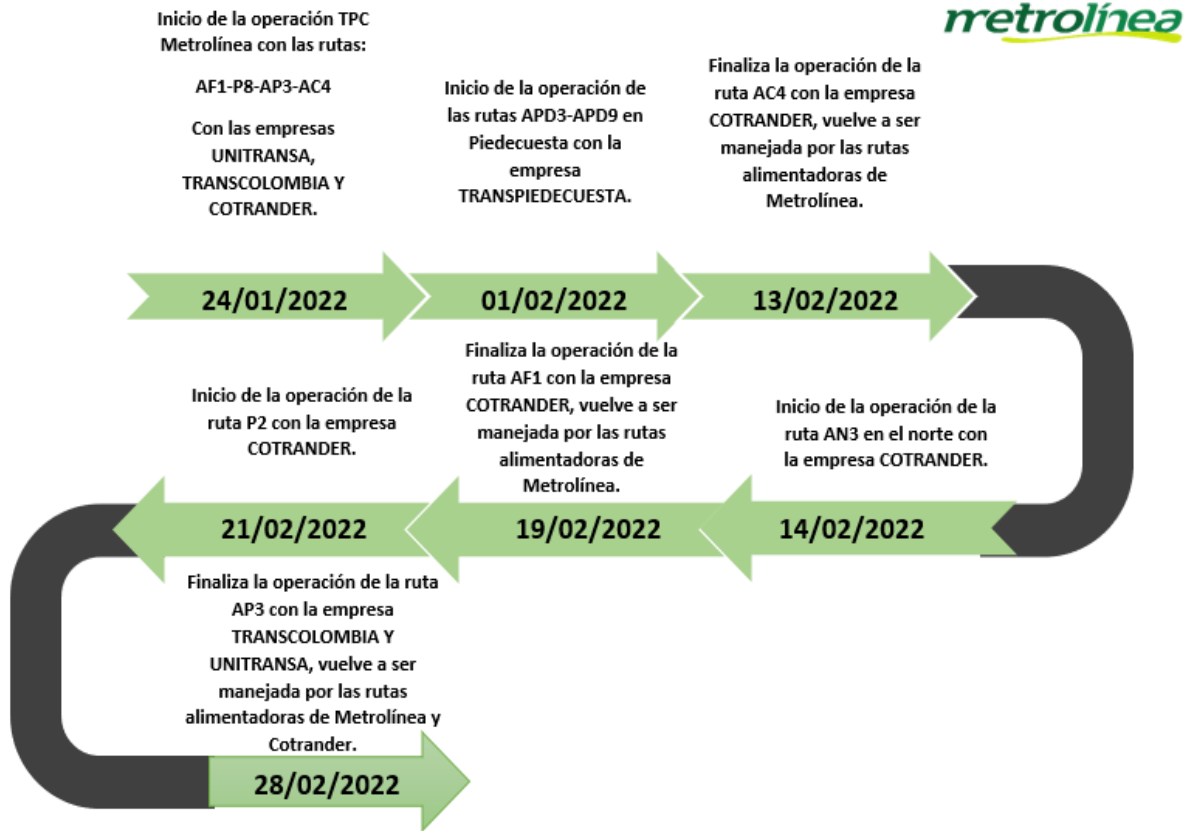 metrolínea
Inicio de la operación TPC
Metrolínea con las rutas:
AF1-P8-AP3-AC4
Con las empresas
UNITRANSA,
TRANSCOLOMBIA Y
COTRANDER.
Inicio de la operación de
las rutas APD3-APD9 en
Piedecuesta con la
empresa
TRANSPIEDECUESTA.
Finaliza la operación de la
ruta AC4 con la empresa
COTRANDER, vuelve a ser
manejada por las rutas
alimentadoras de
Metrolínea.
24/01/2022
01/02/2022
13/02/2022
Inicio de la operación de la
ruta AN3 en el norte con
la empresa COTRANDER.
14/02/2022
Finaliza la operación de la
ruta AF1 con la empresa
COTRANDER, vuelve a ser
manejada por las rutas
alimentadoras de
Metrolínea.
19/02/2022
Inicio de la operación de la
ruta P2 con la empresa
COTRANDER.
21/02/2022
Finaliza la operación de la ruta
AP3 con la empresa
TRANSCOLOMBIA Y
UNITRANSA, vuelve a ser
manejada por las rutas
alimentadoras de Metrolínea y
Cotrander.
28/02/2022